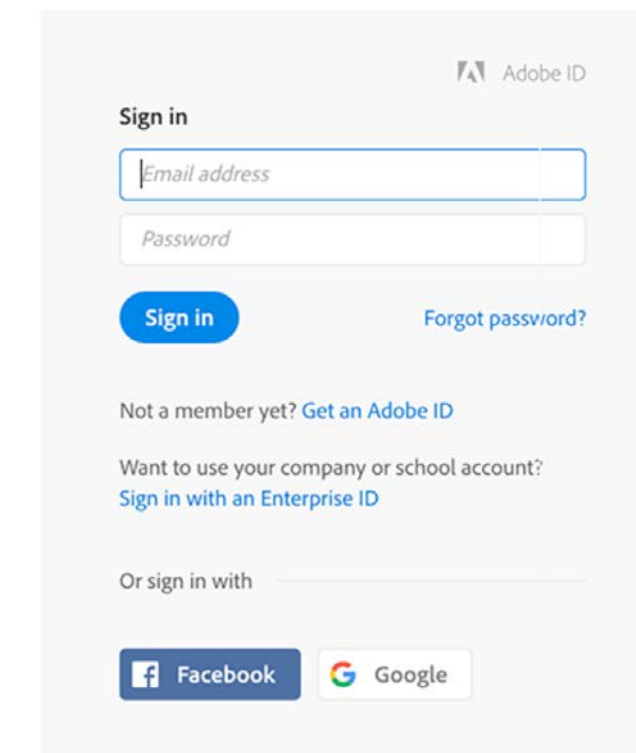 Adobe ID
Sign in
Email address
Password
Sign in
Forgot password?
Not a member yet? Get an Adobe ID
Want to use your company or school account?
Sign in with an Enterprise ID
Or sign in with
Facebook
Google